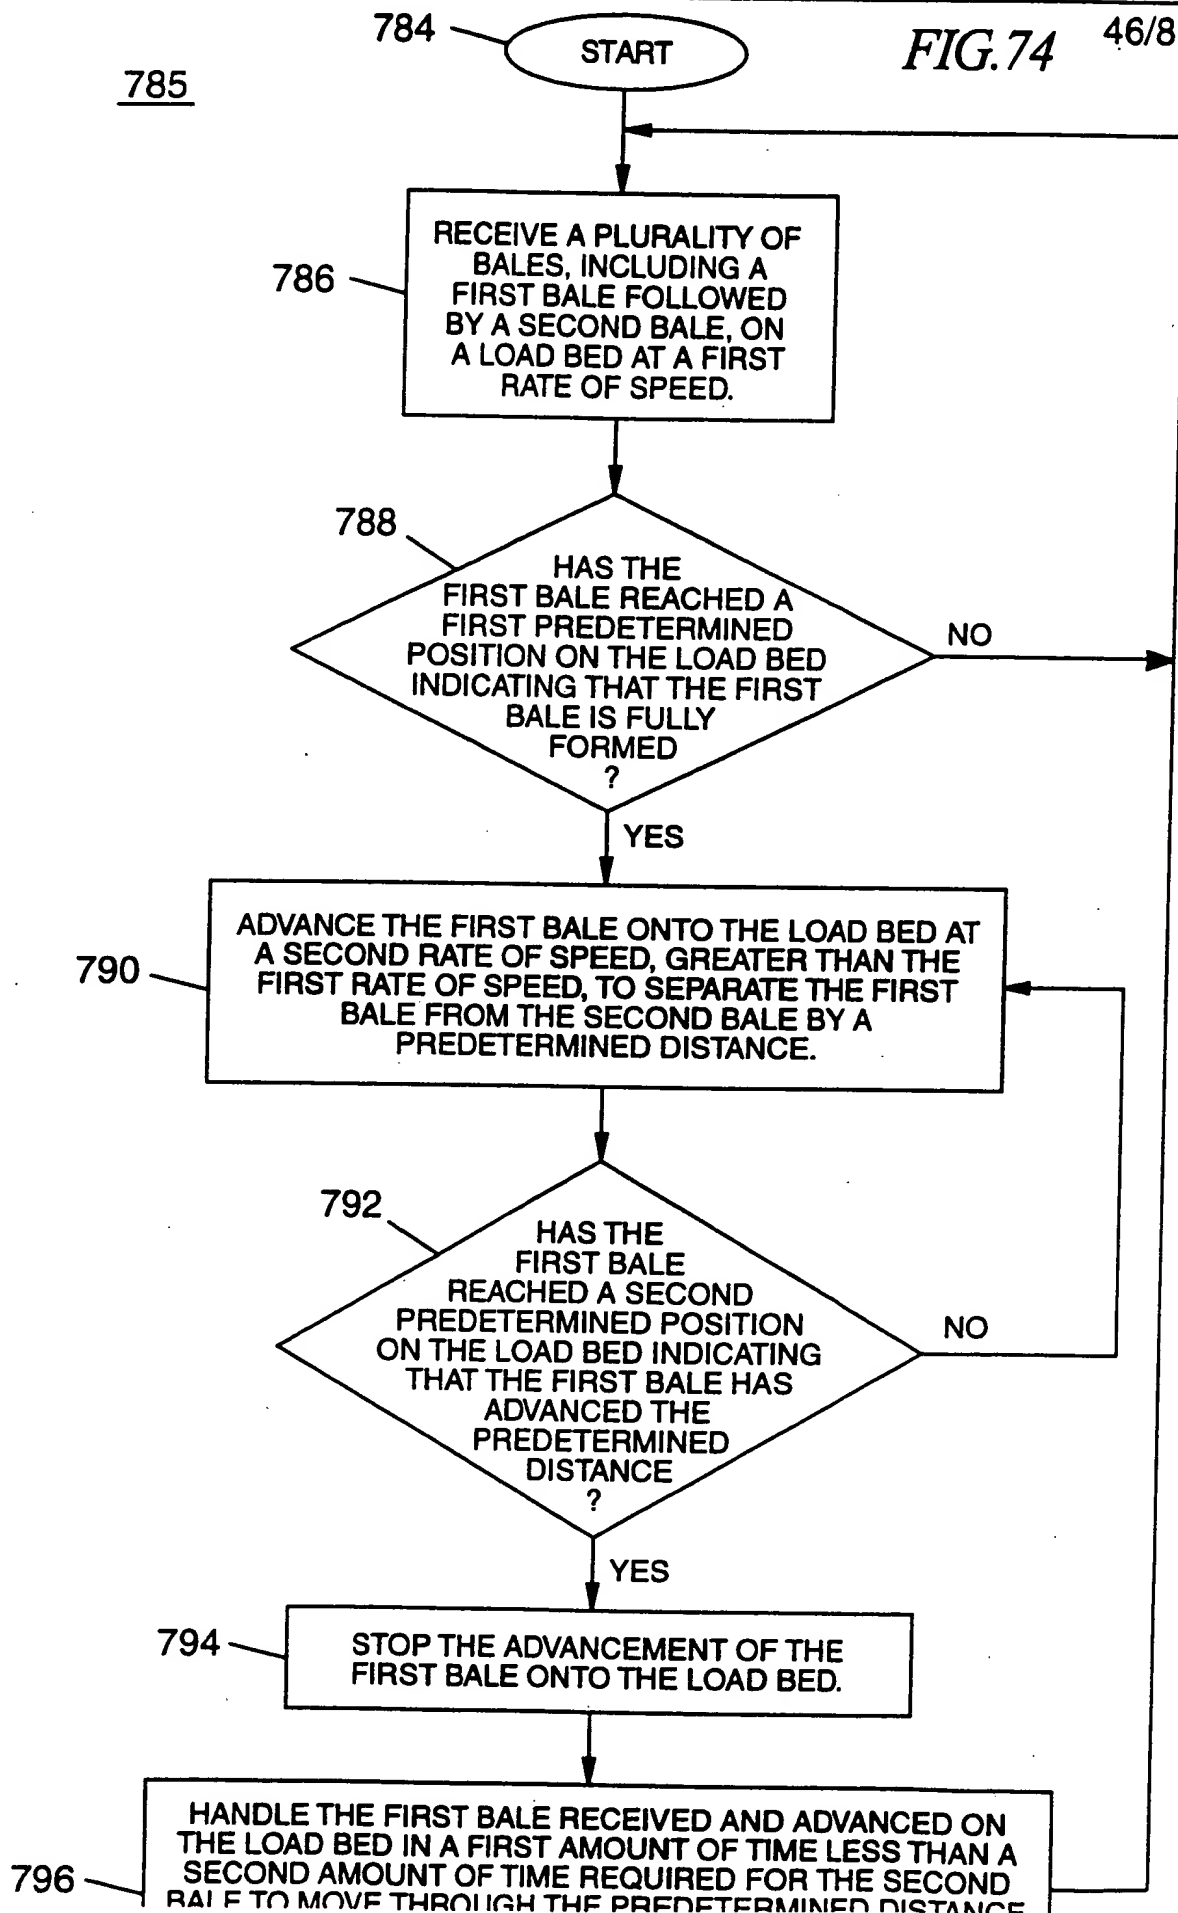 784
START
FIG.74
46/8
785
786
RECEIVE A PLURALITY OF
BALES, INCLUDING A
FIRST BALE FOLLOWED
BY A SECOND BALE, ON
A LOAD BED AT A FIRST
RATE OF SPEED.
788
HAS THE
FIRST BALE REACHED A
FIRST PREDETERMINED
POSITION ON THE LOAD BED
INDICATING THAT THE FIRST
BALE IS FULLY
FORMED
?
NO
YES
790
ADVANCE THE FIRST BALE ONTO THE LOAD BED AT
A SECOND RATE OF SPEED, GREATER THAN THE
FIRST RATE OF SPEED, TO SEPARATE THE FIRST
BALE FROM THE SECOND BALE BY A
PREDETERMINED DISTANCE.
792
HAS THE
FIRST BALE
REACHED A SECOND
PREDETERMINED POSITION
ON THE LOAD BED INDICATING
THAT THE FIRST BALE HAS
ADVANCED THE
PREDETERMINED
DISTANCE
?
NO
YES
794
STOP THE ADVANCEMENT OF THE
FIRST BALE ONTO THE LOAD BED.
796
HANDLE THE FIRST BALE RECEIVED AND ADVANCED ON
THE LOAD BED IN A FIRST AMOUNT OF TIME LESS THAN A
SECOND AMOUNT OF TIME REQUIRED FOR THE SECOND
BALE TO MOVE THROUGH THE PREDETERMINED DISTANCE